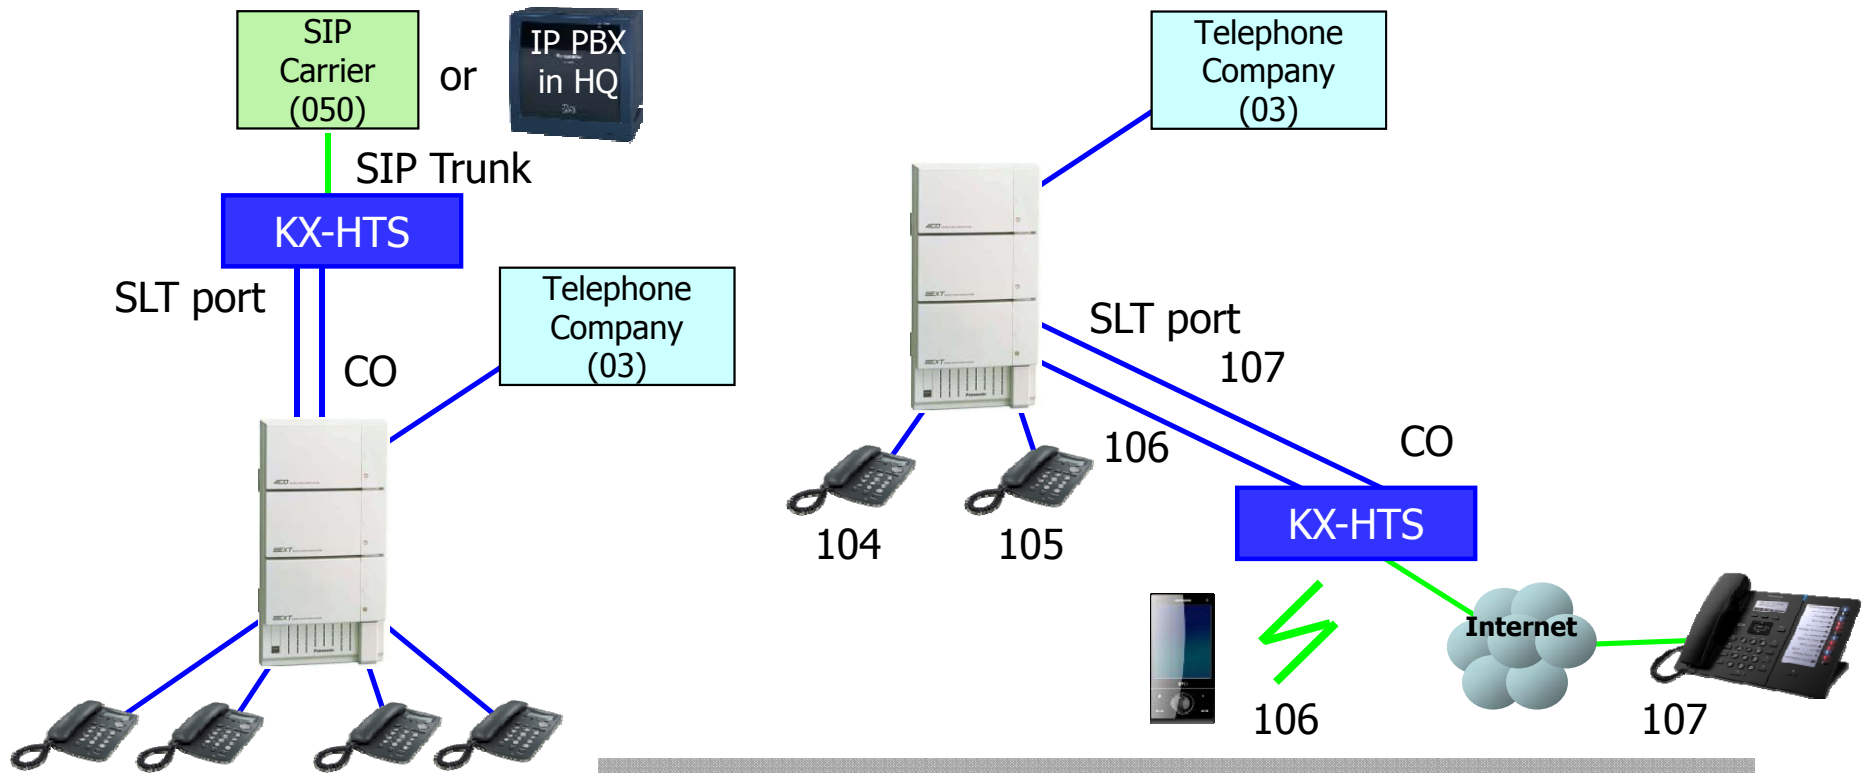 SIP
Carrier
(050)
or
IP PBX
in HQ
SIP Trunk
KX-HTS
SLT port
CO
Telephone
Company
(03)
Telephone
Company
(03)
SLT port
107
106
CO
KX-HTS
104
105
Internet
106
107